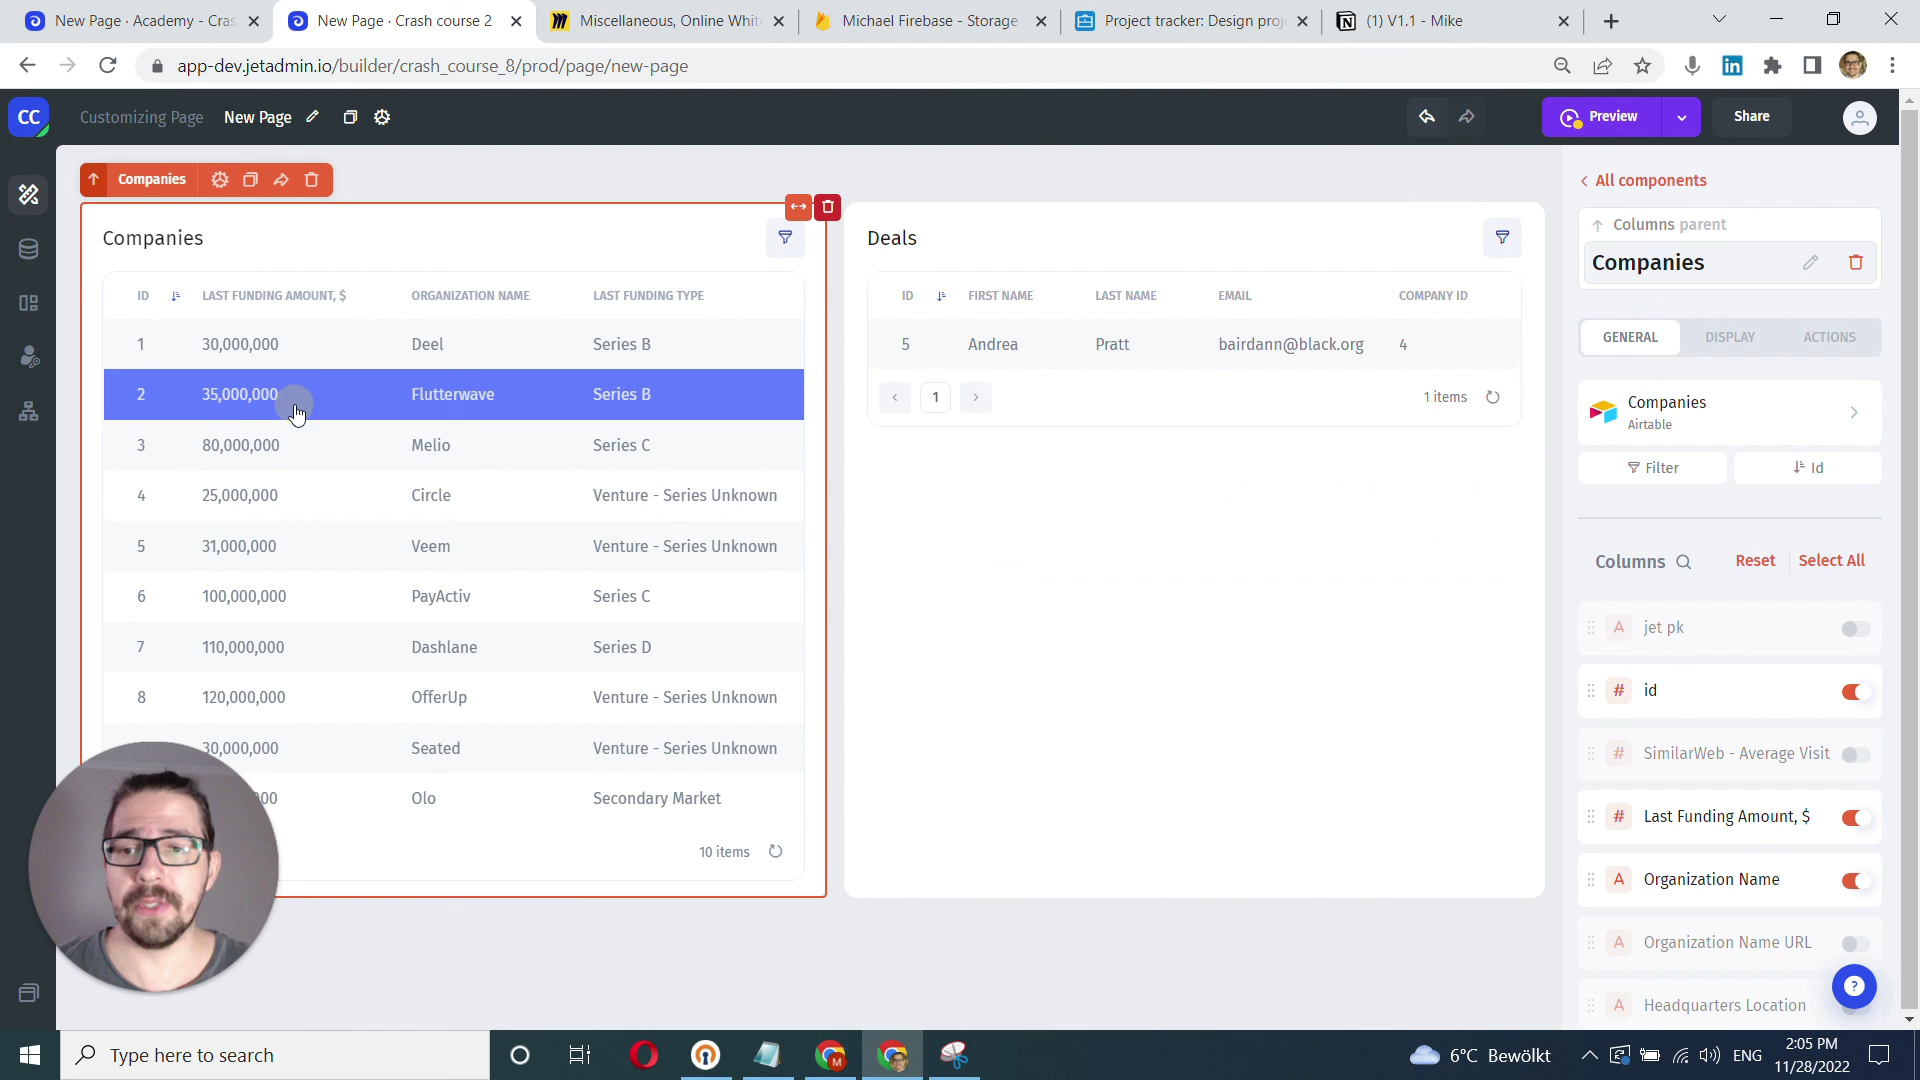 New Page · Academy - Cras
New Page · Crash course 2
Miscellaneous, Online Whit
Michael Firebase - Storage
Project tracker: Design proj
(1) V1.1 - Mike
app-dev.jetadmin.io/builder/crash_course_8/prod/page/new-page
CC
Customizing Page
New Page
Preview
Share
Companies
Companies
ID
LAST FUNDING AMOUNT, $
ORGANIZATION NAME
LAST FUNDING TYPE
1 30,000,000 Deel Series B
2 35,000,000 Flutterwave Series B
3 80,000,000 Melio Series C
4 25,000,000 Circle Venture - Series Unknown
5 31,000,000 Veem Venture - Series Unknown
6 100,000,000 PayActiv Series C
7 110,000,000 Dashlane Series D
8 120,000,000 OfferUp Venture - Series Unknown
30,000,000 Seated Venture - Series Unknown
Olo Secondary Market
10 items
Deals
ID FIRST NAME LAST NAME EMAIL COMPANY ID
5 Andrea Pratt bairdann@black.org 4
1
1 items
All components
Columns parent
Companies
GENERAL
DISPLAY
ACTIONS
Companies
Airtable
Filter
Id
Columns
Reset
Select All
A jet pk
# id
# SimilarWeb - Average Visit
# Last Funding Amount, $
A Organization Name
A Organization Name URL
A Headquarters Location
?
Type here to search
M
6°C Bewölkt
ENG
2:05 PM
11/28/2022